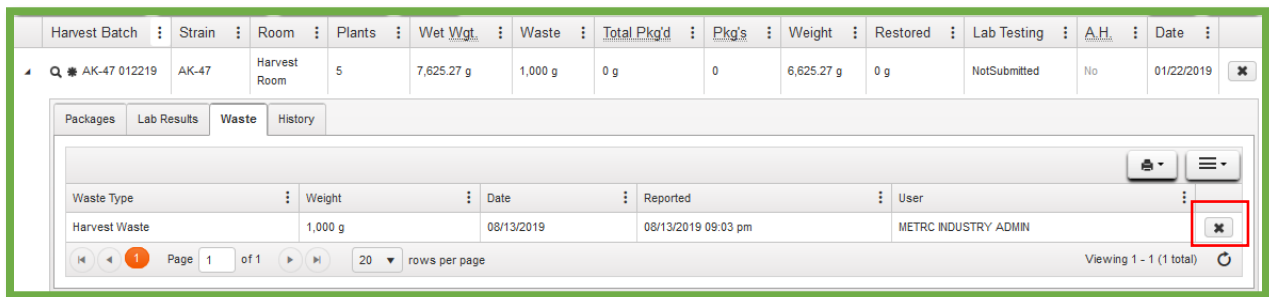 Harvest Batch Strain Room Plants Wet Wgt. Waste Total Pkg'd Pkg's Weight Restored Lab Testing A.H. Date
AK-47 012219 AK-47 Harvest Room 5 7,625.27 g 1,000 g 0 g 0 6,625.27 g 0 g NotSubmitted No 01/22/2019
Packages Lab Results Waste History
Waste Type Weight Date Reported User
Harvest Waste 1,000 g 08/13/2019 08/13/2019 09:03 pm METRC INDUSTRY ADMIN
1 Page 1 of 1 20 rows per page Viewing 1 - 1 (1 total)